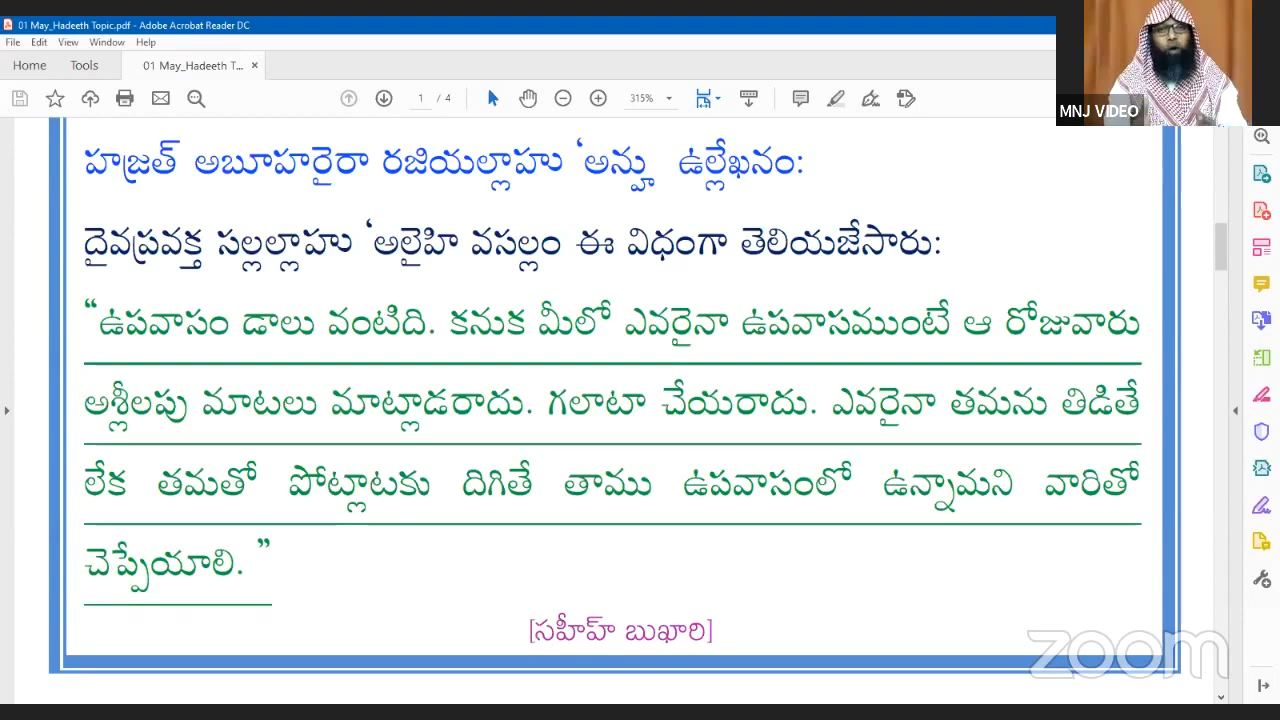 01 May_Hadeeth Topic.pdf - Adobe Acrobat Reader DC
File Edit View Window Help
Home Tools 01 May_Hadeeth T... ×
1 / 4 315%
MNJ VIDEO
హజ్రత్ అబూహురైరా రజియల్లాహు ‘అన్హు ఉల్లేఖనం:
దైవప్రవక్త సల్లల్లాహు ‘అలైహి వసల్లం ఈ విధంగా తెలియజేసారు:
“ఉపవాసం డాలు వంటిది. కనుక మీలో ఎవరైనా ఉపవాసముంటే ఆ రోజువారు
అశ్లీలపు మాటలు మాట్లాడరాదు. గలాటా చేయరాదు. ఎవరైనా తమను తిడితే
లేక తమతో పోట్లాటకు దిగితే తాము ఉపవాసంలో ఉన్నామని వారితో
చెప్పేయాలి. ”
[సహీహ్ బుఖారి]
zoom